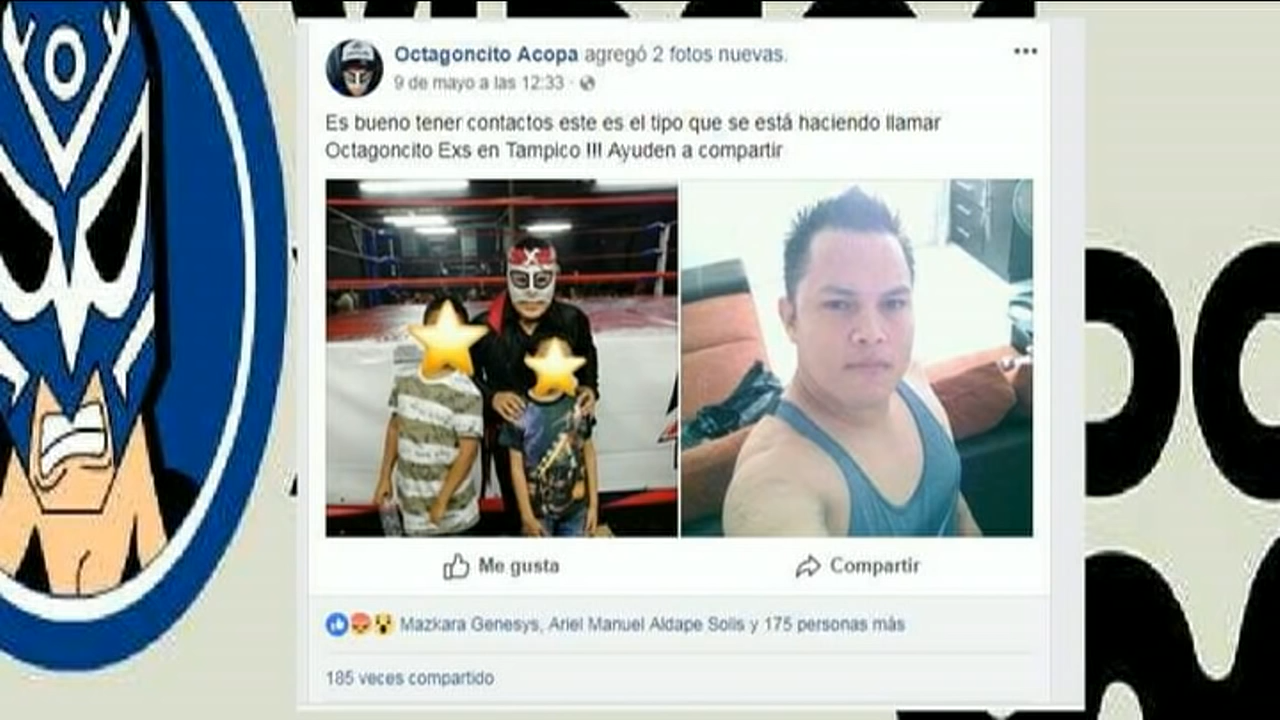 Octagoncito Acopa agregó 2 fotos nuevas.
9 de mayo a las 12:33 ·
Es bueno tener contactos este es el tipo que se está haciendo llamar
Octagoncito Exs en Tampico !!! Ayuden a compartir
Me gusta
Compartir
Mazkara Genesys, Ariel Manuel Aldape Solis y 175 personas más
185 veces compartido